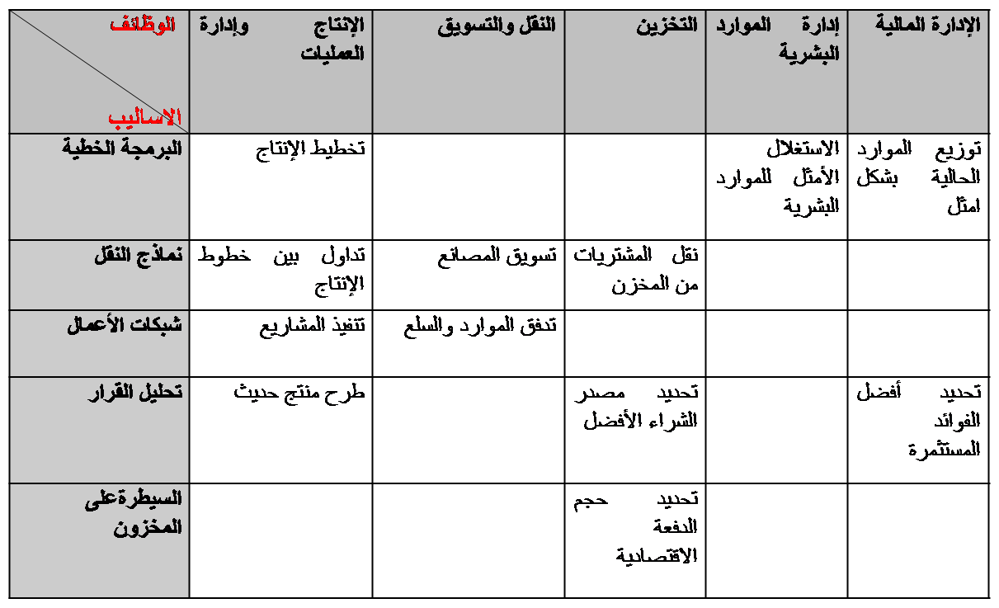 الوظائف
الاساليب
الإنتاج وإدارة
العمليات
النقل والتسويق
التخزين
إدارة الموارد
البشرية
الإدارة المالية
البرمجة الخطية
تخطيط الإنتاج
الاستغلال
الأمثل للموارد
البشرية
توزيع الموارد
الحالية بشكل
امثل
نماذج النقل
تداول بين خطوط
الإنتاج
تسويق المصانع
نقل المشتريات
من المخزن
شبكات الأعمال
تنفيذ المشاريع
تدفق الموارد والسلع
تحليل القرار
طرح منتج حديث
تحديد مصدر
الشراء الأفضل
تحديد أفضل
الفوائد
المستثمرة
السيطرة على
المخزون
تحديد حجم
الدفعة
الاقتصادية